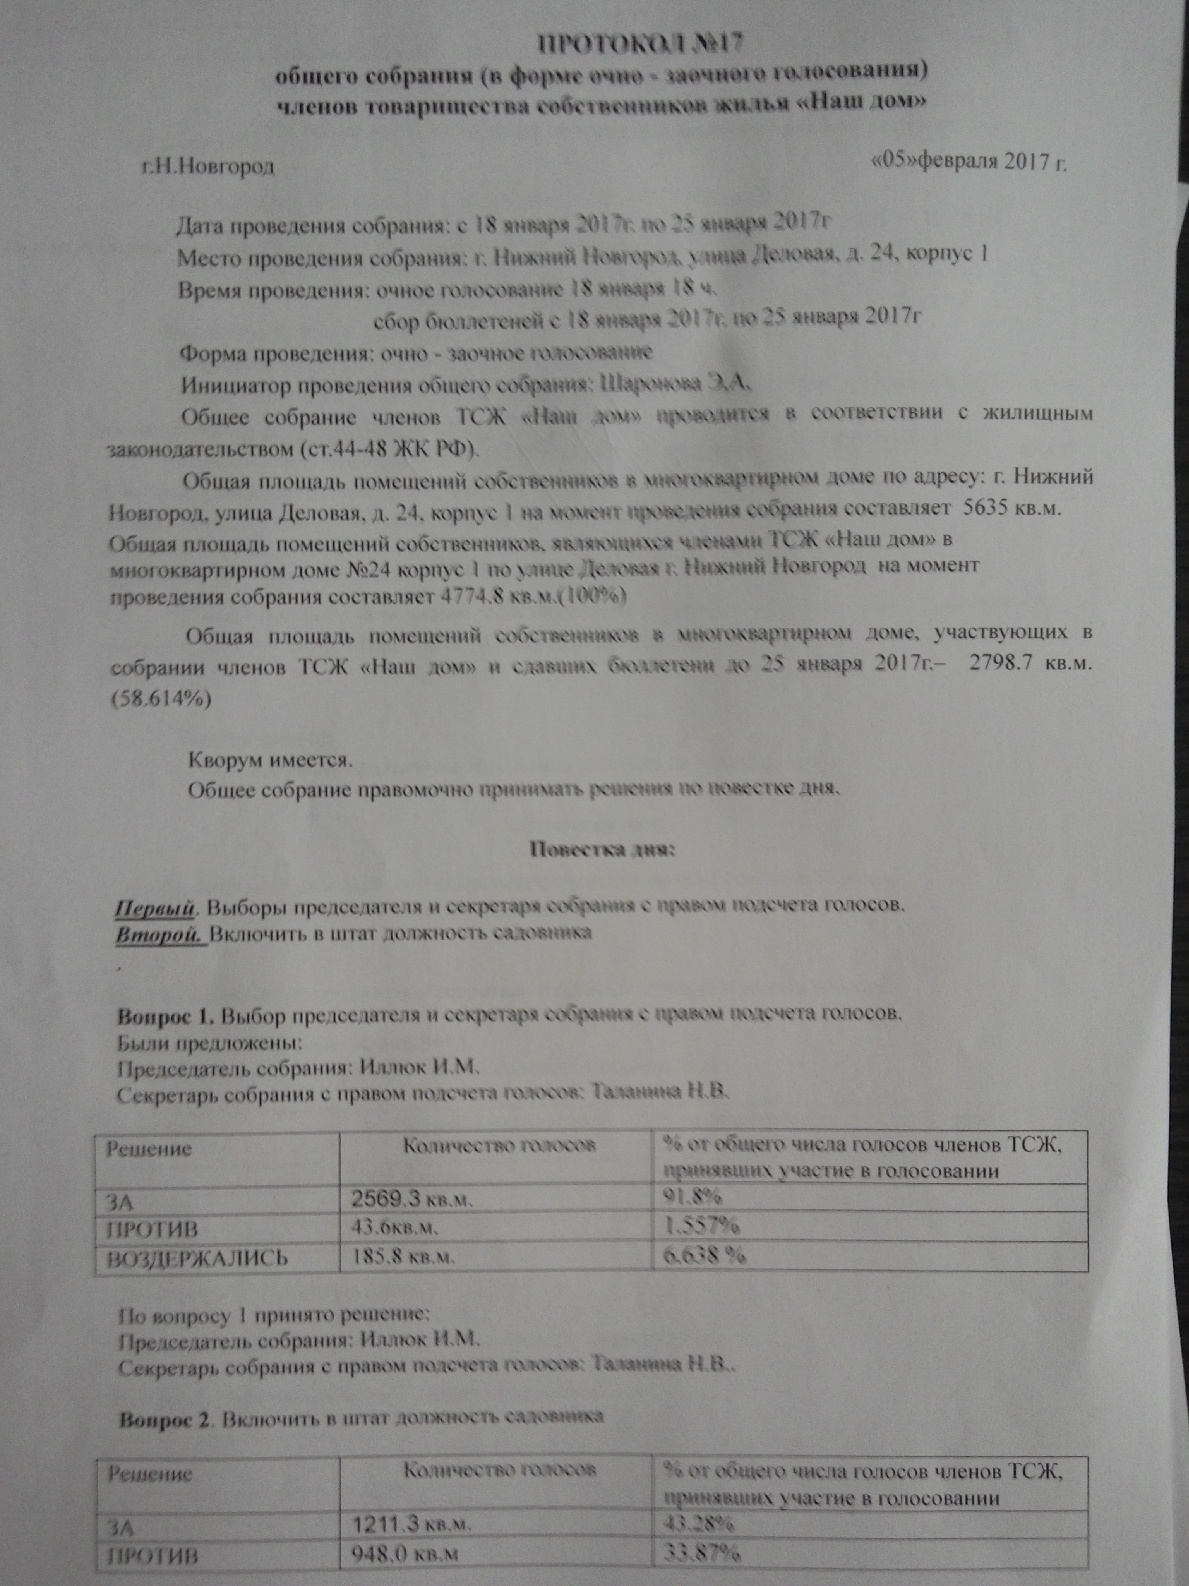 ПРОТОКОЛ №17
общего собрания (в форме очно - заочного голосования)
членов товарищества собственников жилья «Наш дом»
г.Н.Новгород «05»февраля 2017 г.
Дата проведения собрания: с 18 января 2017г. по 25 января 2017г
Место проведения собрания: г. Нижний Новгород, улица Деловая, д. 24, корпус 1
Время проведения: очное голосование 18 января 18 ч.
сбор бюллетеней с 18 января 2017г. по 25 января 2017г
Форма проведения: очно - заочное голосование
Инициатор проведения общего собрания: Шаронова Э.А.
Общее собрание членов ТСЖ «Наш дом» проводится в соответствии с жилищным
законодательством (ст.44-48 ЖК РФ).
Общая площадь помещений собственников в многоквартирном доме по адресу: г. Нижний
Новгород, улица Деловая, д. 24, корпус 1 на момент проведения собрания составляет 5635 кв.м.
Общая площадь помещений собственников, являющихся членами ТСЖ «Наш дом» в
многоквартирном доме №24 корпус 1 по улице Деловая г. Нижний Новгород на момент
проведения собрания составляет 4774.8 кв.м.(100%)
Общая площадь помещений собственников в многоквартирном доме, участвующих в
собрании членов ТСЖ «Наш дом» и сдавших бюллетени до 25 января 2017г.– 2798.7 кв.м.
(58.614%)
Кворум имеется.
Общее собрание правомочно принимать решения по повестке дня.
Повестка дня:
Первый. Выборы председателя и секретаря собрания с правом подсчета голосов.
Второй. Включить в штат должность садовника
.
Вопрос 1. Выбор председателя и секретаря собрания с правом подсчета голосов.
Были предложены:
Председатель собрания: Иллюк И.М.
Секретарь собрания с правом подсчета голосов: Таланина Н.В.
Решение Количество голосов % от общего числа голосов членов ТСЖ,
принявших участие в голосовании
ЗА 2569.3 кв.м. 91.8%
ПРОТИВ 43.6кв.м. 1.557%
ВОЗДЕРЖАЛИСЬ 185.8 кв.м. 6.638 %
По вопросу 1 принято решение:
Председатель собрания: Иллюк И.М.
Секретарь собрания с правом подсчета голосов: Таланина Н.В..
Вопрос 2. Включить в штат должность садовника
Решение Количество голосов % от общего числа голосов членов ТСЖ,
принявших участие в голосовании
ЗА 1211.3 кв.м. 43.28%
ПРОТИВ 948.0 кв.м 33.87%